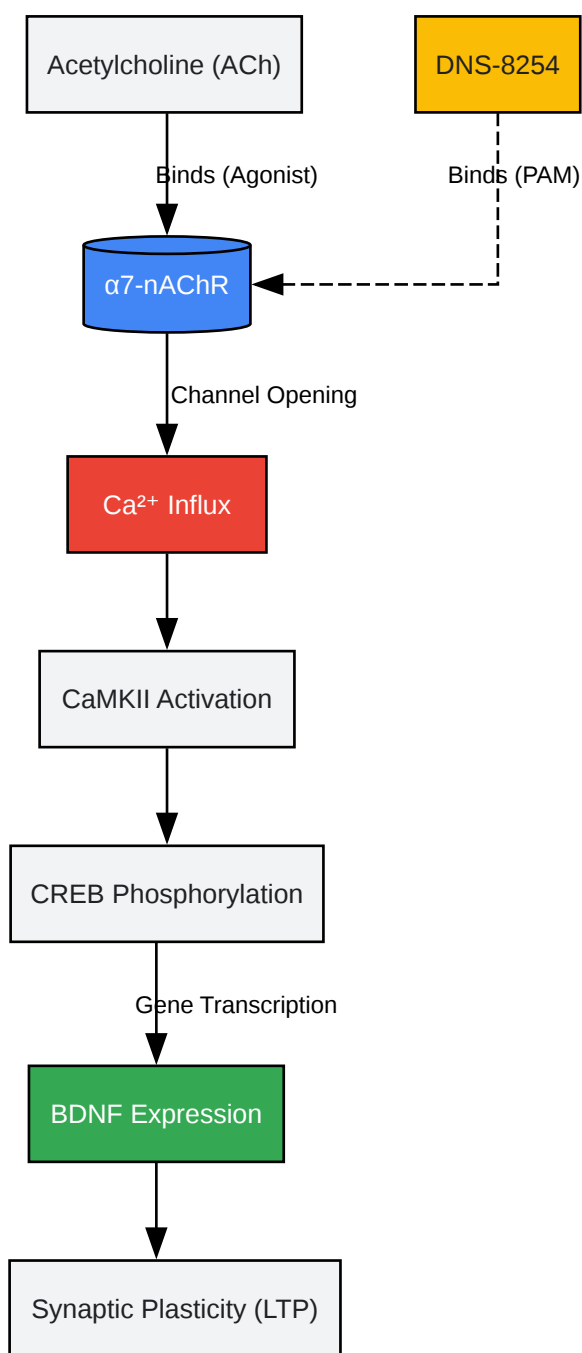 Acetylcholine (ACh)
DNS-8254
Binds (Agonist)
Binds (PAM)
α7-nAChR
Channel Opening
Ca²⁺ Influx
CaMKII Activation
CREB Phosphorylation
Gene Transcription
BDNF Expression
Synaptic Plasticity (LTP)